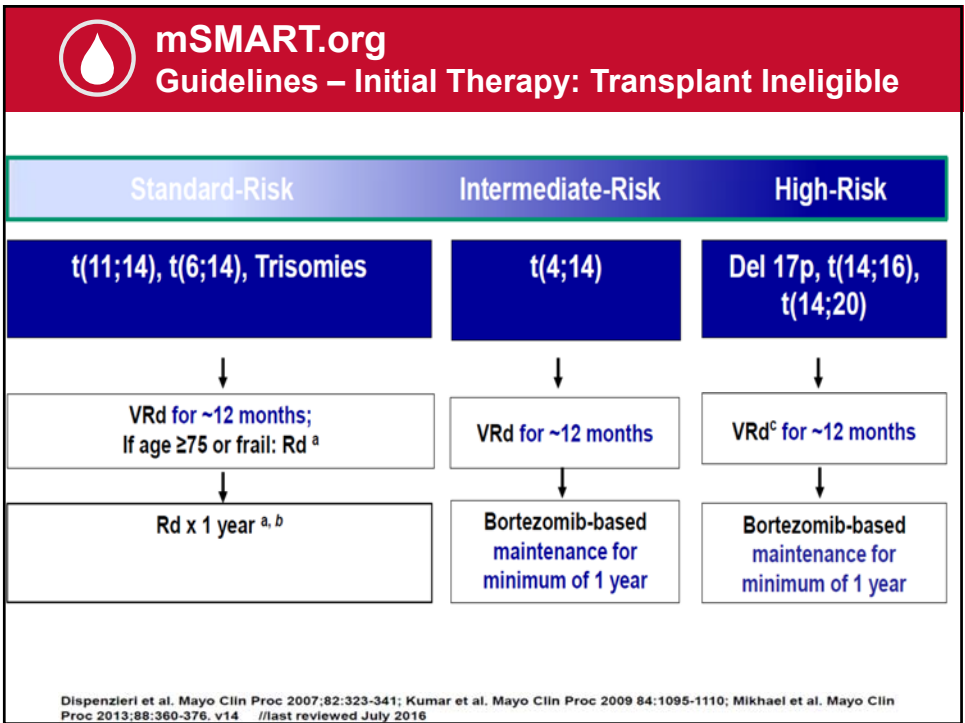 mSMART.org
Guidelines – Initial Therapy: Transplant Ineligible
Standard-Risk
Intermediate-Risk
High-Risk
t(11;14), t(6;14), Trisomies
t(4;14)
Del 17p, t(14;16),
t(14;20)
VRd for ~12 months;
If age ≥75 or frail: Rd a
VRd for ~12 months
VRdc for ~12 months
Rd x 1 year a, b
Bortezomib-based
maintenance for
minimum of 1 year
Bortezomib-based
maintenance for
minimum of 1 year
Dispenzieri et al. Mayo Clin Proc 2007;82:323-341; Kumar et al. Mayo Clin Proc 2009 84:1095-1110; Mikhael et al. Mayo Clin
Proc 2013;88:360-376. v14 //last reviewed July 2016